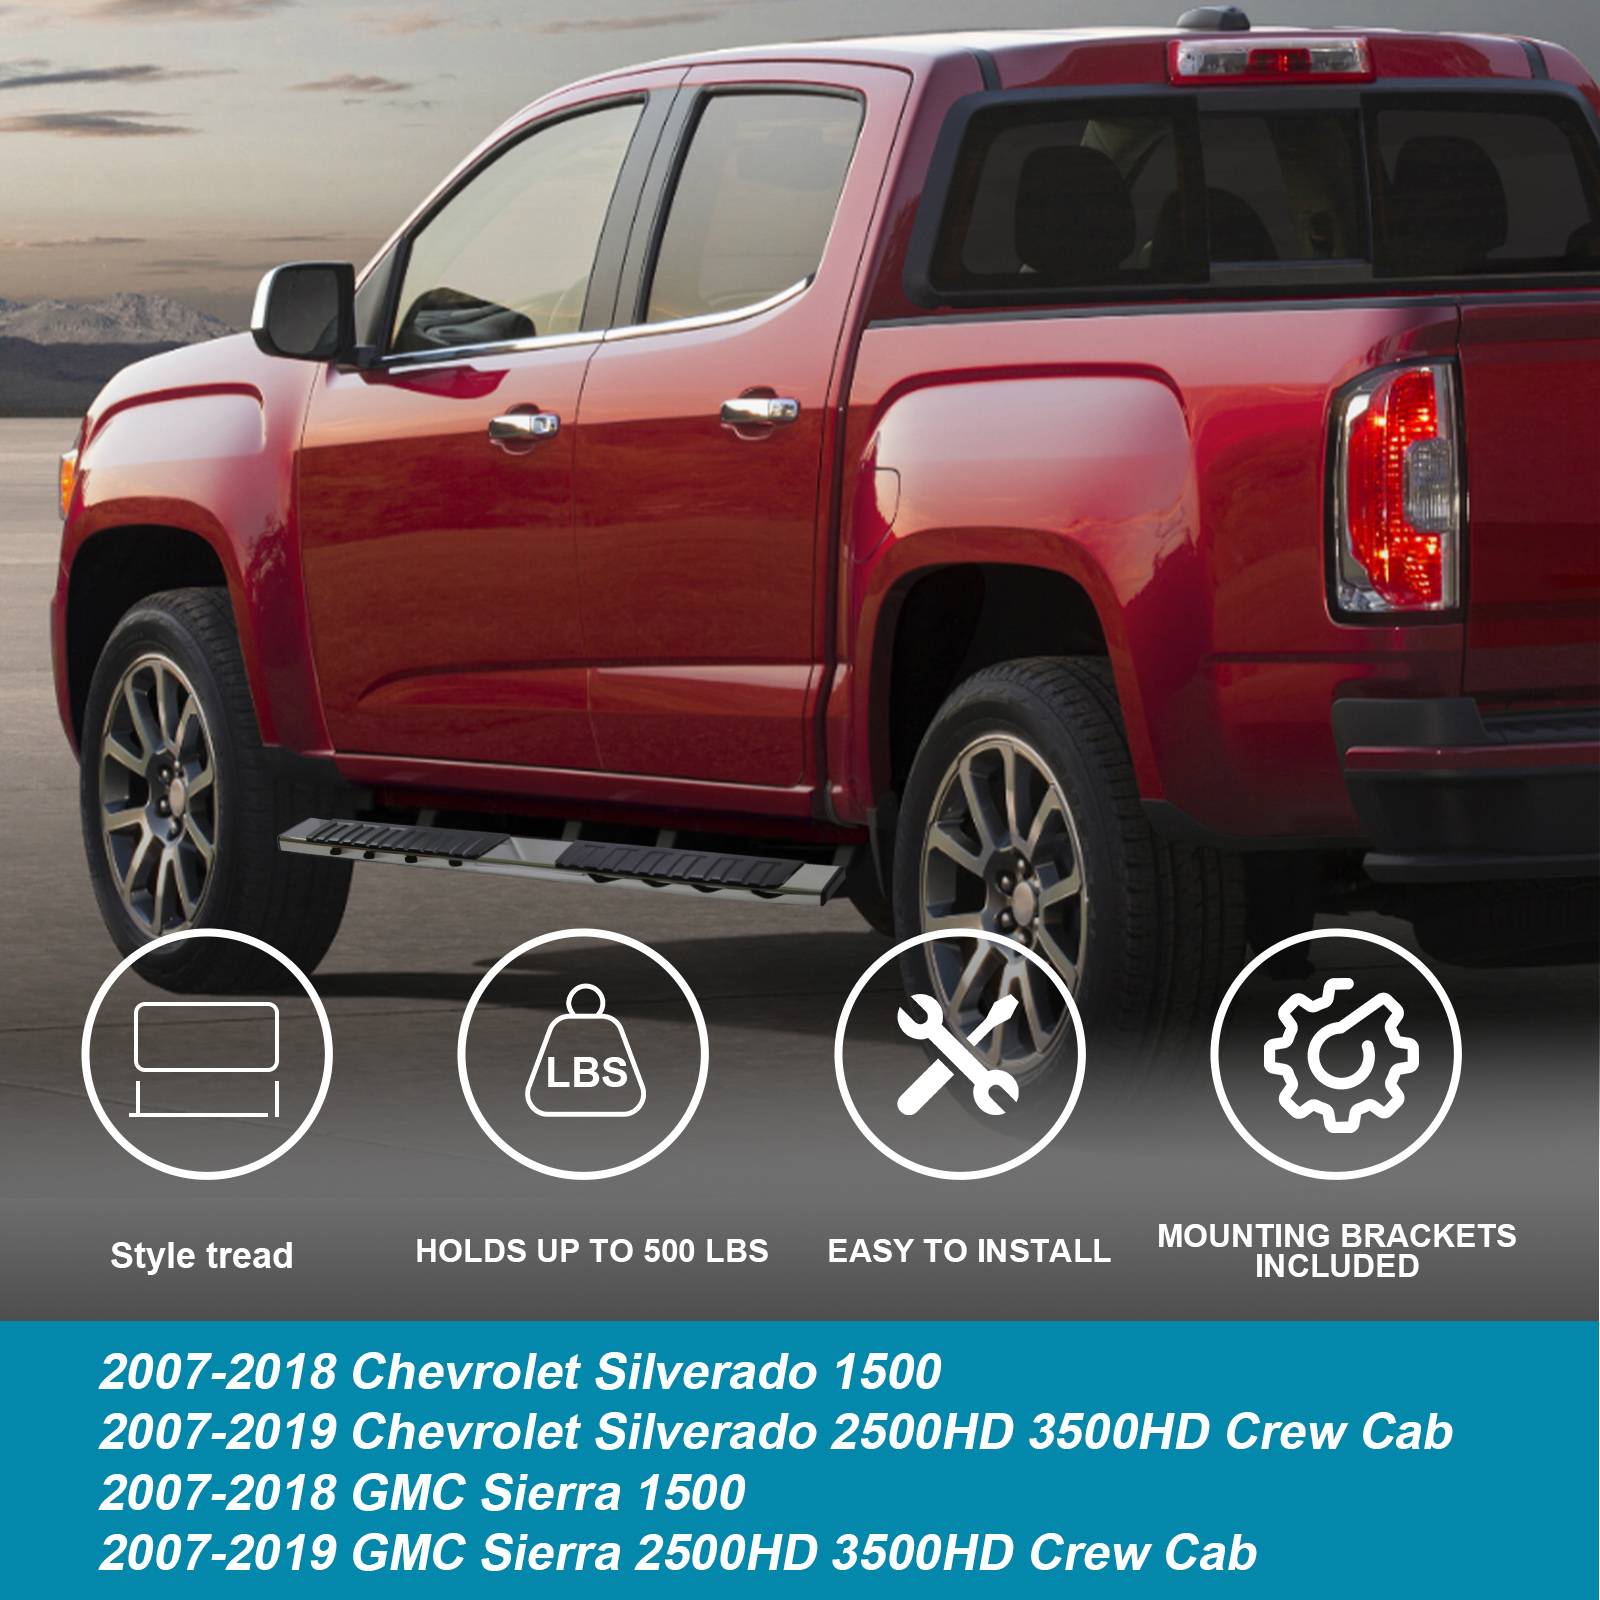 LBS
Style tread
HOLDS UP TO 500 LBS
EASY TO INSTALL
MOUNTING BRACKETS
INCLUDED
2007-2018 Chevrolet Silverado 1500
2007-2019 Chevrolet Silverado 2500HD 3500HD Crew Cab
2007-2018 GMC Sierra 1500
2007-2019 GMC Sierra 2500HD 3500HD Crew Cab